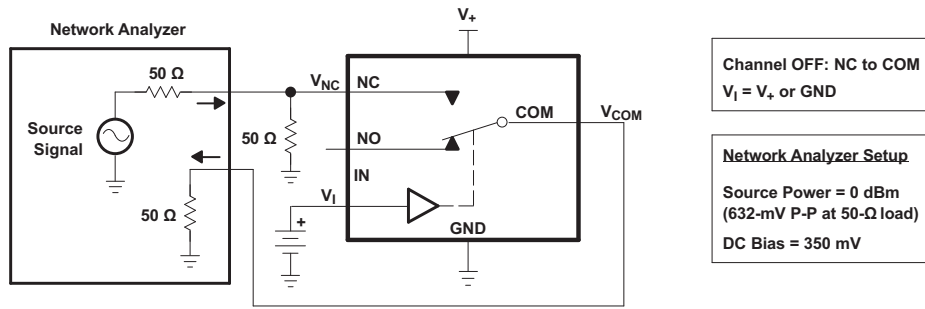 Network Analyzer
50 Ω
Source
Signal
50 Ω
50 Ω
V+
VNC
NC
NO
IN
VI
+
COM
VCOM
GND
Channel OFF: NC to COM
VI = V+ or GND
Network Analyzer Setup
Source Power = 0 dBm
(632-mV P-P at 50-Ω load)
DC Bias = 350 mV